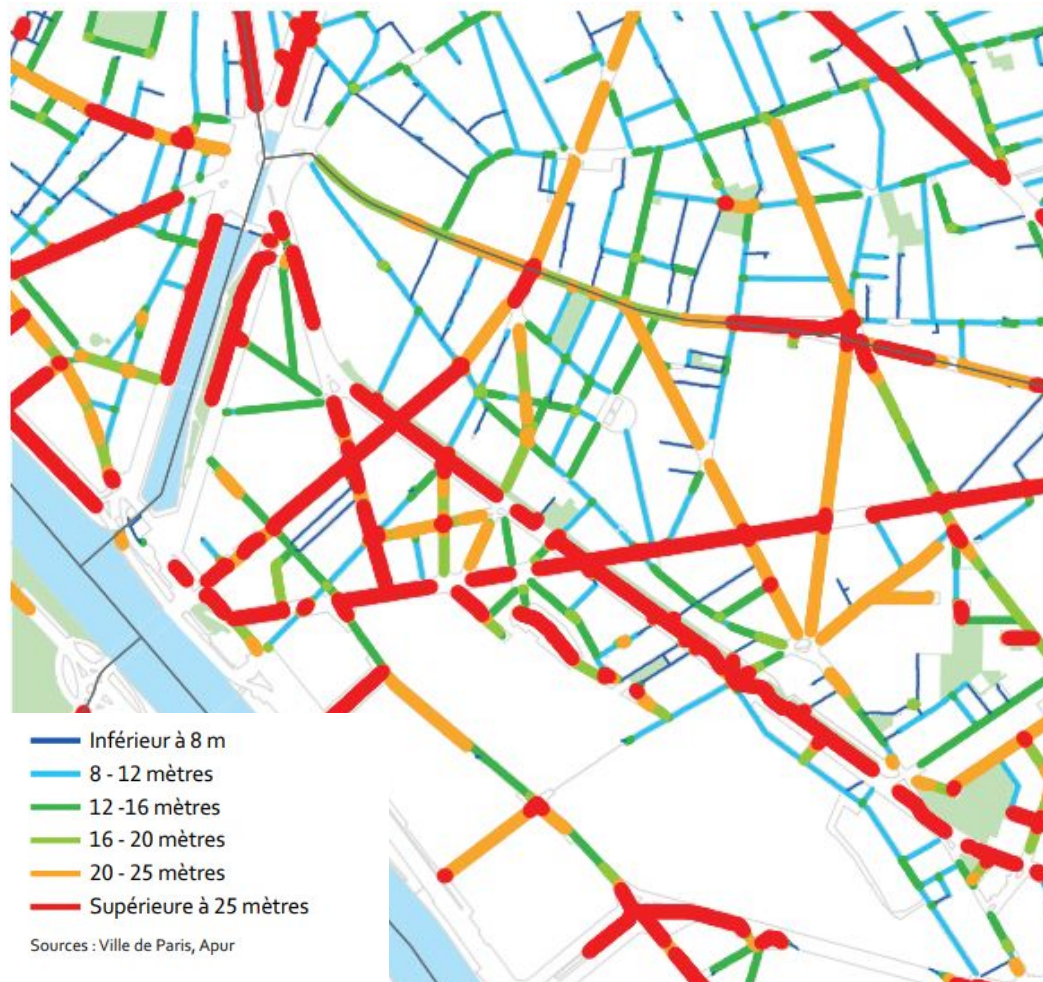 Inférieur à 8 m
8 - 12 mètres
12 -16 mètres
16 - 20 mètres
20 - 25 mètres
Supérieure à 25 mètres
Sources : Ville de Paris, Apur